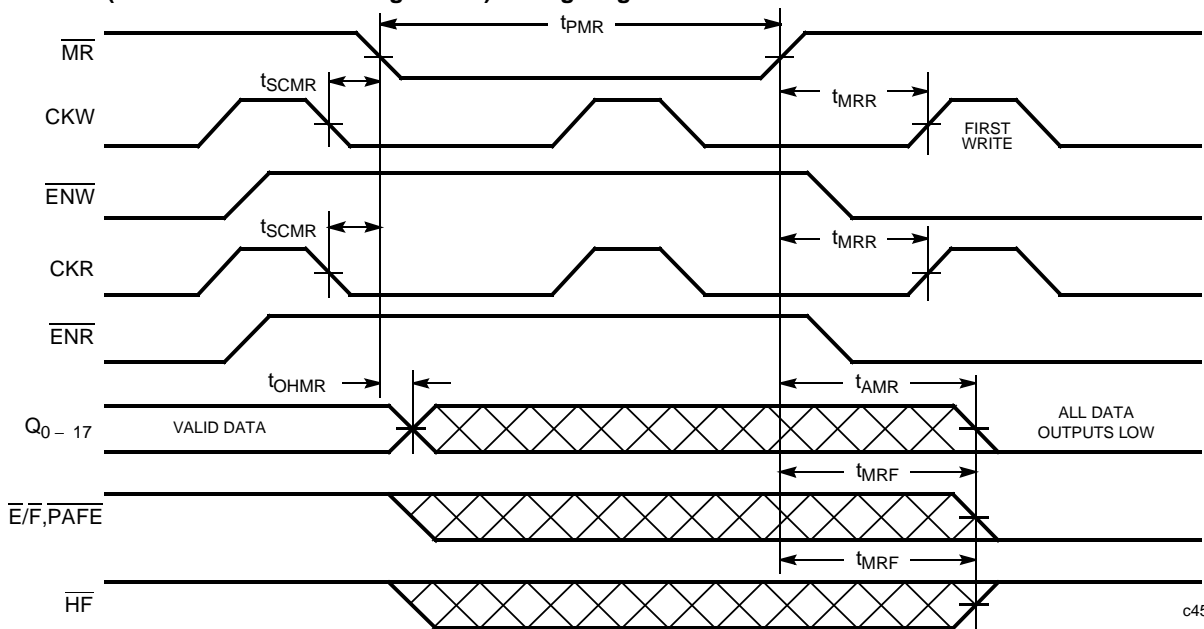 tPMR
MR
tSCMR
tMRR
CKW
FIRST
WRITE
ENW
tSCMR
tMRR
CKR
ENR
tOHMR
tAMR
Q0 – 17
VALID DATA
ALL DATA
OUTPUTS LOW
tMRF
E/F,PAFE
tMRF
HF
c45